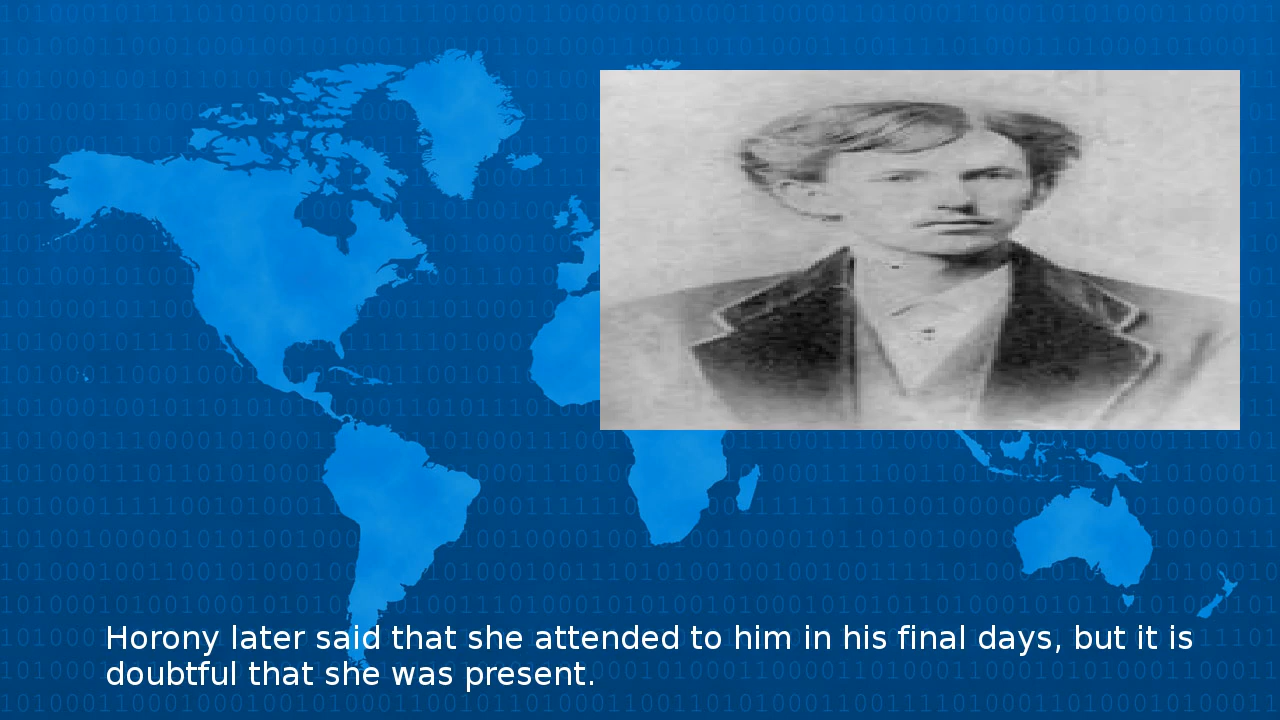 Horony later said that she attended to him in his final days, but it is
doubtful that she was present.